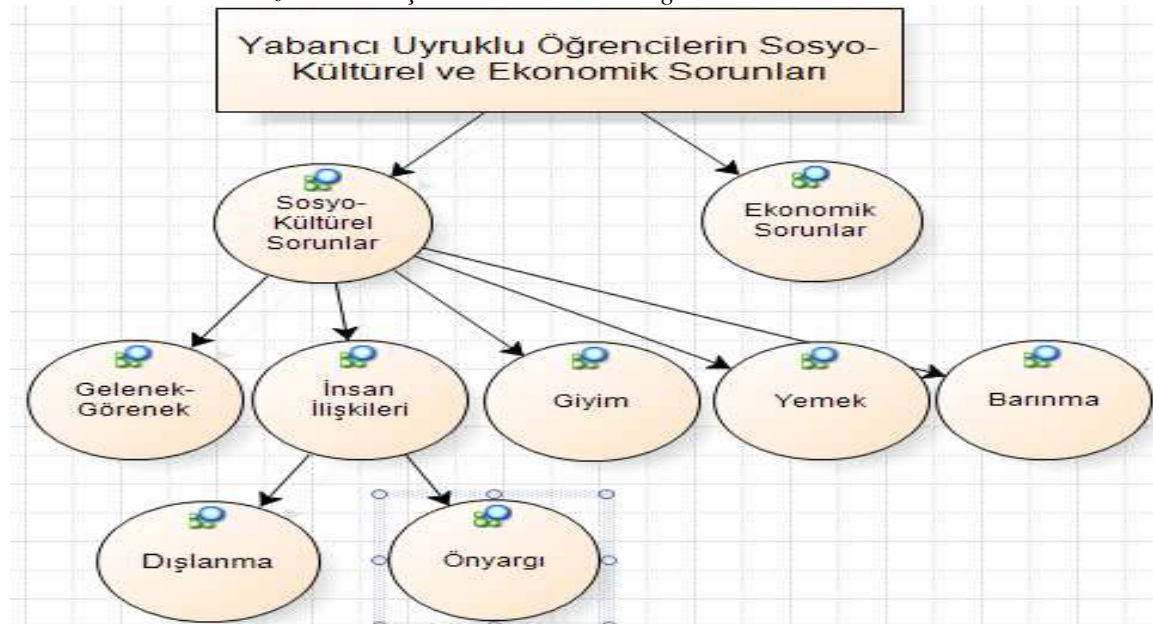 Yabancı Uyruklu Öğrencilerin Sosyo-
Kültürel ve Ekonomik Sorunları
Sosyo-
Kültürel
Sorunlar
Ekonomik
Sorunlar
Gelenek-
Görenek
İnsan
İlişkileri
Giyim
Yemek
Barınma
Dışlanma
Önyargı